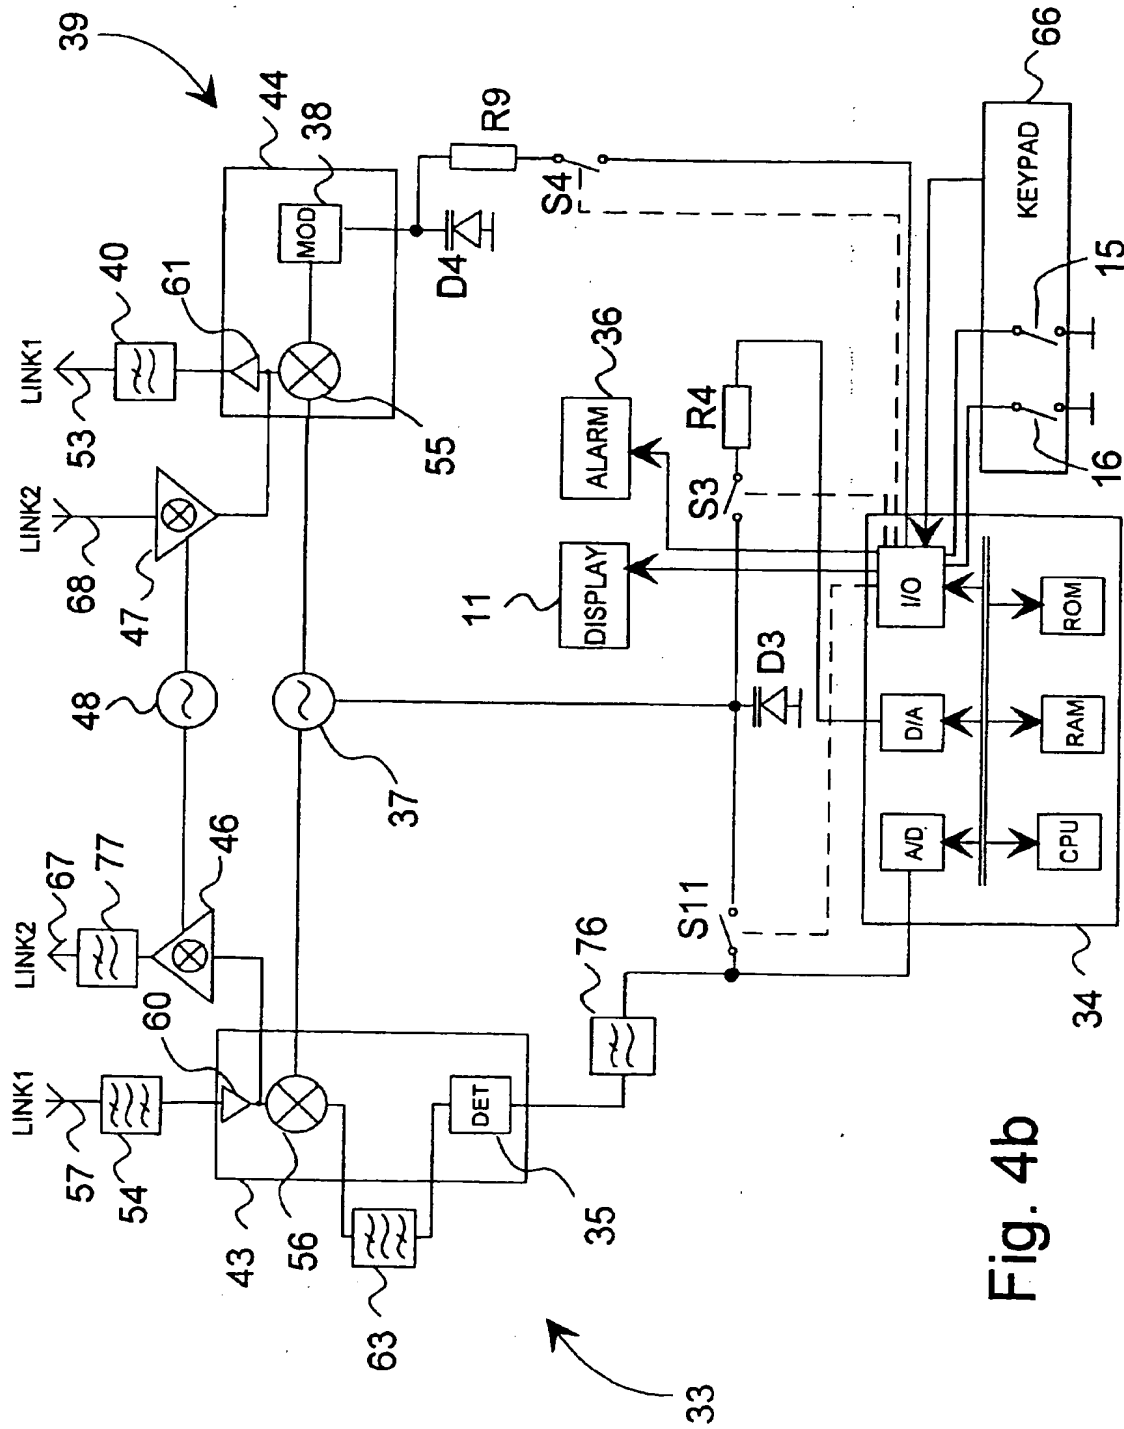 39
LINK1
53
40
61
44
38
MOD
55
R9
S4
D4
LINK2
68
47
48
37
LINK2
67
77
46
60
LINK1
57
54
43
56
63
DET
35
33
76
S11
D3
S3
R4
11
DISPLAY
36
ALARM
66
KEYPAD
15
16
I/O
D/A
A/D
ROM
RAM
CPU
34
Fig. 4b